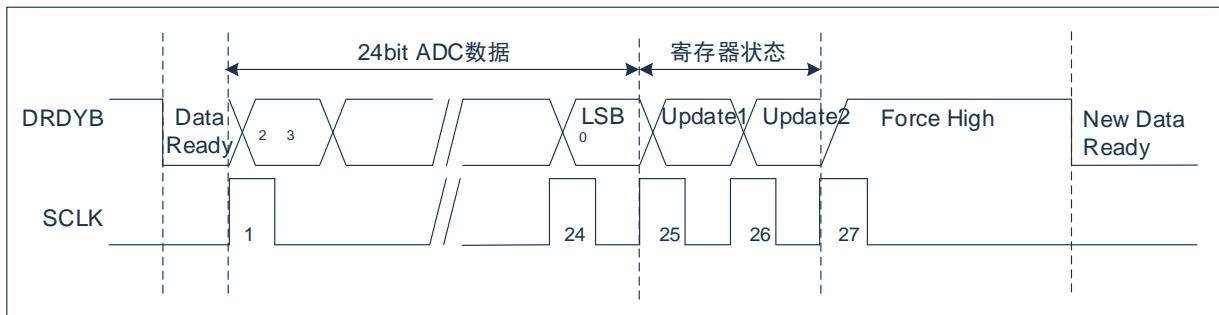 24bit ADC数据
寄存器状态
DRDYB
Data
Ready
2 3
LSB
0
Update1
Update2
Force High
New Data
Ready
SCLK
1
24
25
26
27